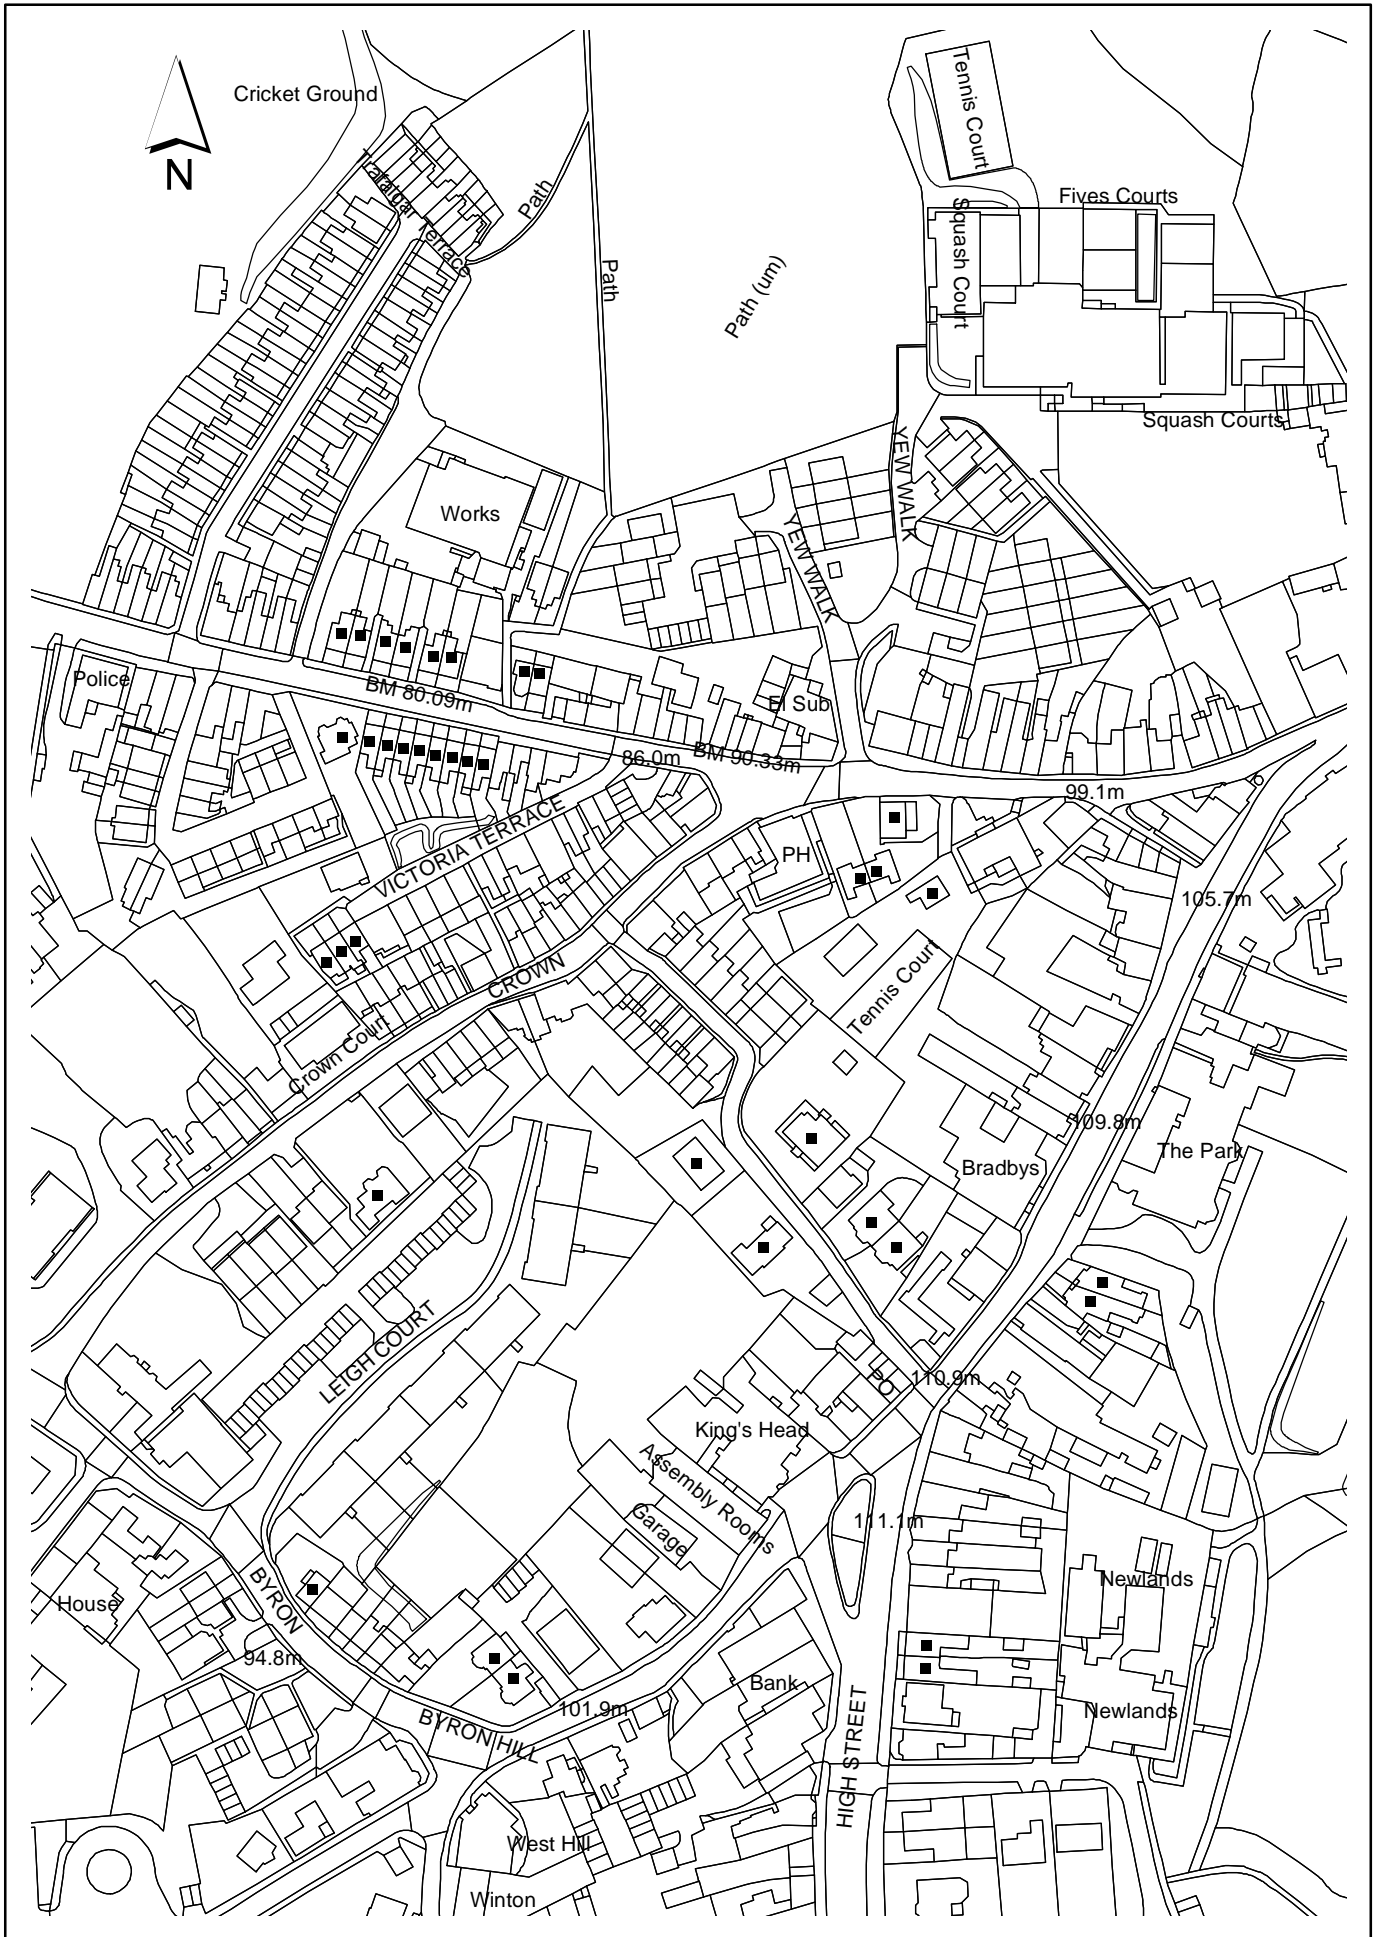 Cricket Ground
N
Trafalgar Terrace
Path
Path
Path (um)
Tennis Court
Fives Courts
Squash Court
Squash Courts
YEW WALK
YEW WALK
Works
Police
BM 80.09m
El Sub
86.0m
BM 90.33m
99.1m
VICTORIA TERRACE
PH
105.7m
CROWN
Tennis Court
Crown Court
109.8m
The Park
Bradbys
LEIGH COURT
PO
110.9m
King's Head
Assembly Rooms
Garage
111.1m
Newlands
BYRON
House
94.8m
Bank
101.9m
Newlands
BYRON HILL
HIGH STREET
West Hill
Winton